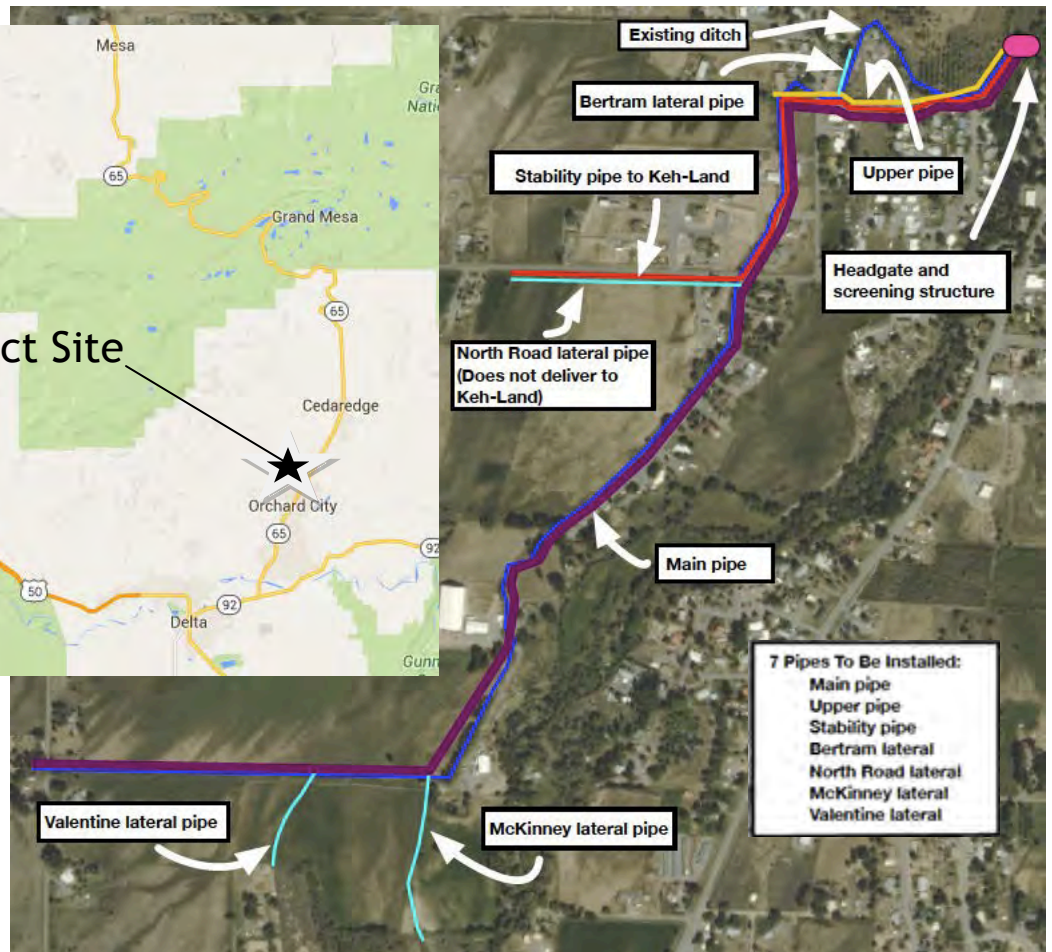 Mesa
65
Grand Mesa
65
ct Site
Cedaredge
Orchard City
65
92
50
92
Delta
Gunn
Existing ditch
Bertram lateral pipe
Stability pipe to Keh-Land
Upper pipe
Headgate and
screening structure
North Road lateral pipe
(Does not deliver to
Keh-Land)
Main pipe
7 Pipes To Be Installed:
Main pipe
Upper pipe
Stability pipe
Bertram lateral
North Road lateral
McKinney lateral
Valentine lateral
Valentine lateral pipe
McKinney lateral pipe